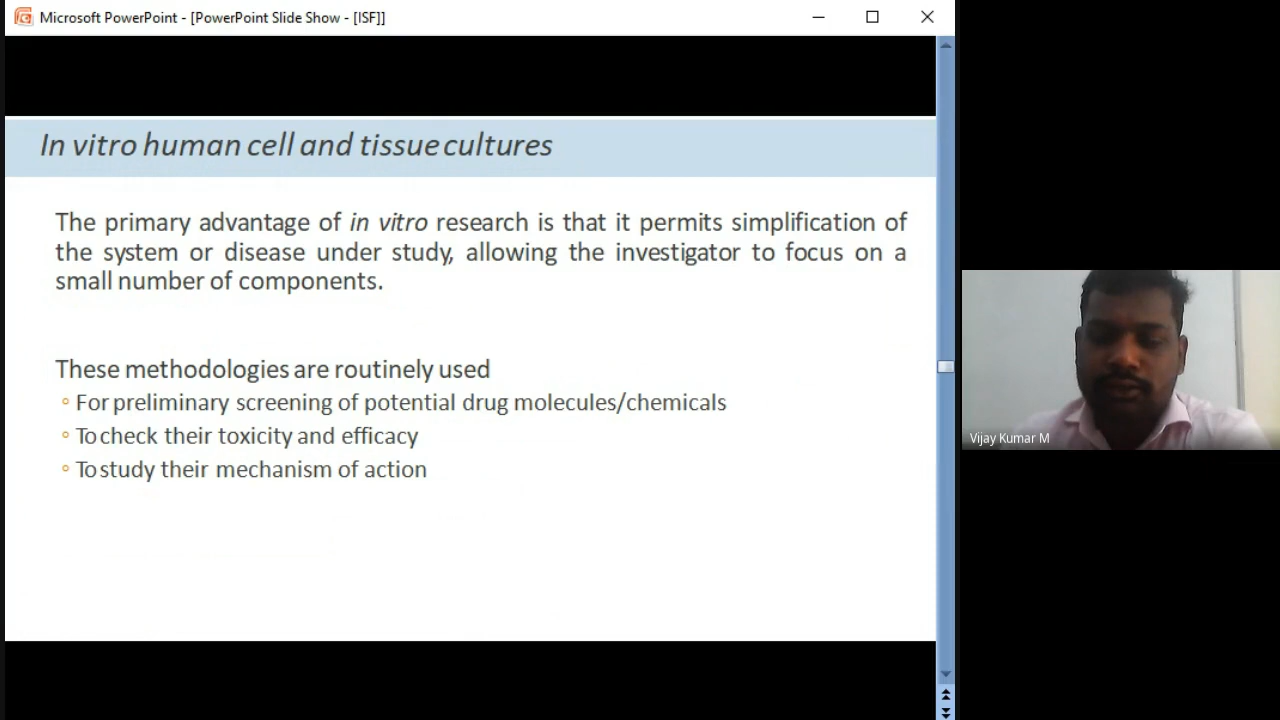 Microsoft PowerPoint - [PowerPoint Slide Show - [ISF]]
In vitro human cell and tissue cultures
The primary advantage of in vitro research is that it permits simplification of
the system or disease under study, allowing the investigator to focus on a
small number of components.
These methodologies are routinely used
◦ For preliminary screening of potential drug molecules/chemicals
◦ To check their toxicity and efficacy
◦ To study their mechanism of action
Vijay Kumar M